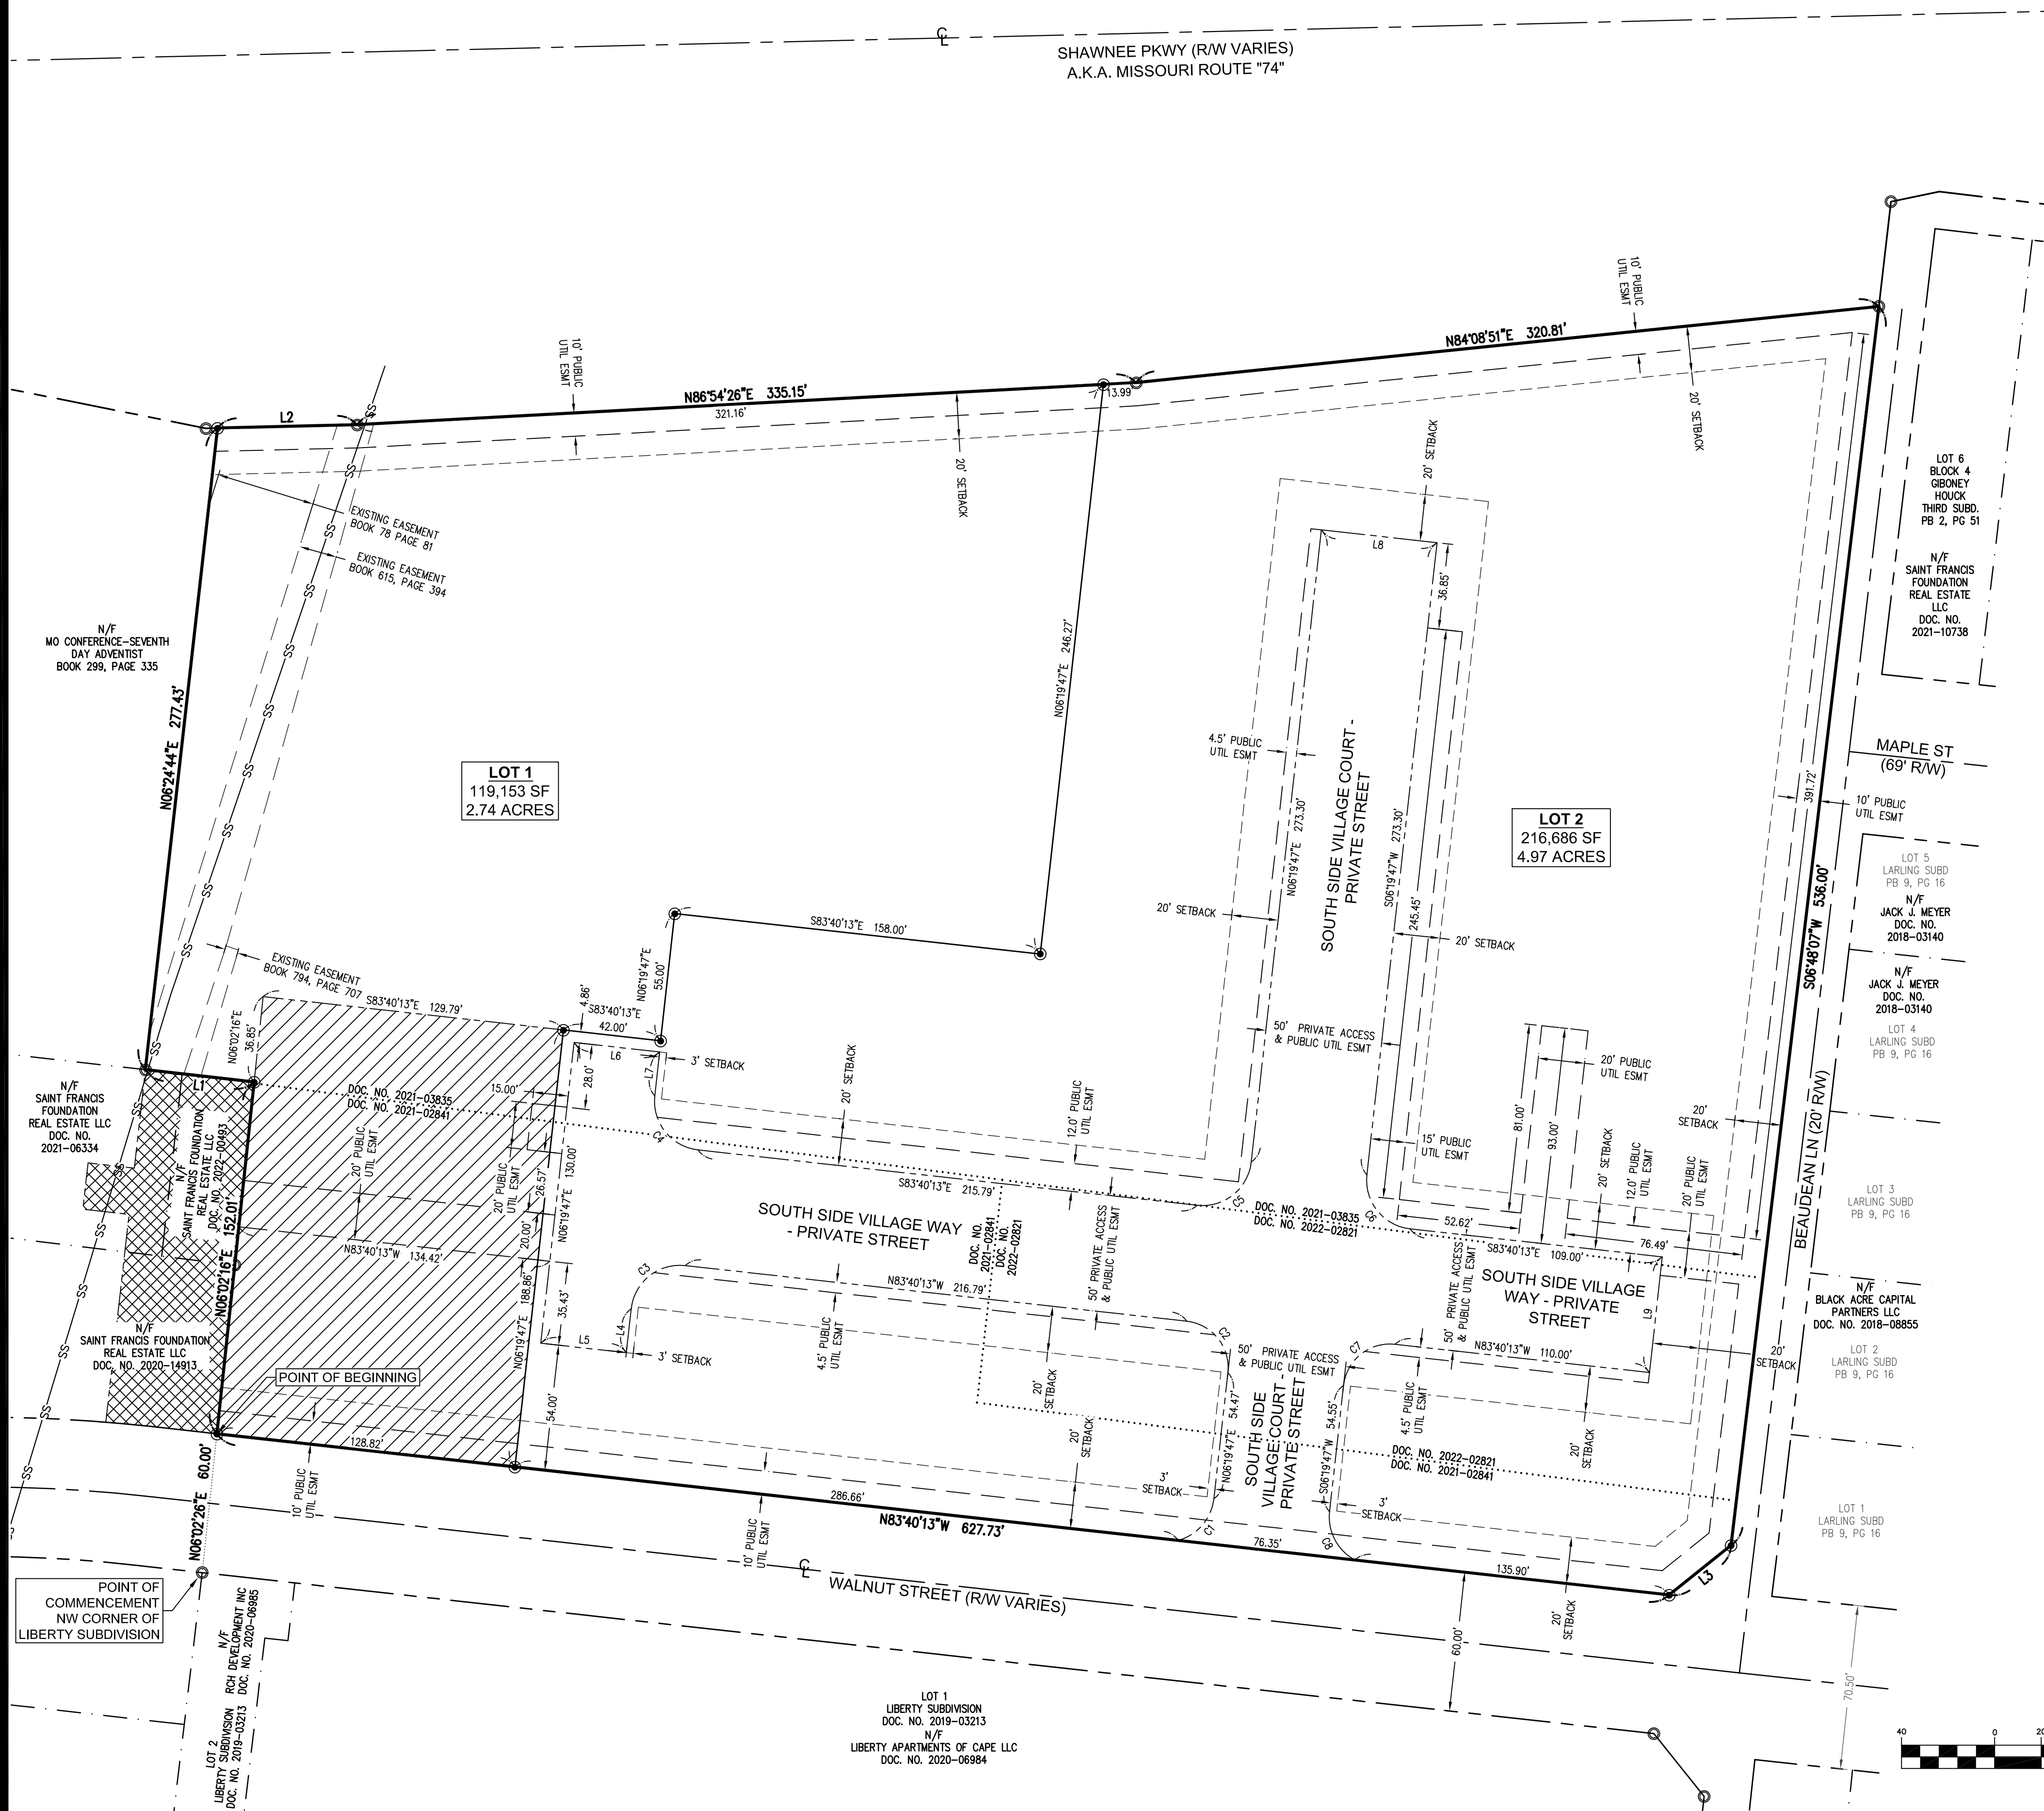 SHAWNEE PKWY (R/W VARIES)
A.K.A. MISSOURI ROUTE "74"
10' PUBLIC
UTIL ESMT
N84°08'51"E 320.81'
20' SETBACK
10' PUBLIC
UTIL ESMT
N86°54'26"E 335.15'
321.16'
13.99'
L2
20' SETBACK
20' SETBACK
SS
EXISTING EASEMENT
BOOK 78 PAGE 81
EXISTING EASEMENT
BOOK 615, PAGE 394
L8
36.85'
LOT 6
BLOCK 4
GIBONEY
HOUCK
THIRD SUBD.
PB 2, PG 51
N/F
SAINT FRANCIS
FOUNDATION
REAL ESTATE
LLC
DOC. NO.
2021-10738
N/F
MO CONFERENCE-SEVENTH
DAY ADVENTIST
BOOK 299, PAGE 335
N06°24'44"E 277.43'
N06°19'47"E 246.27'
LOT 1
119,153 SF
2.74 ACRES
4.5' PUBLIC
UTIL ESMT
N06°19'47"E 273.30'
SOUTH SIDE VILLAGE COURT -
PRIVATE STREET
S06°19'47"W 273.30'
245.45'
LOT 2
216,686 SF
4.97 ACRES
391.72'
MAPLE ST
(69' R/W)
10' PUBLIC
UTIL ESMT
S06°48'07"W 536.00'
LOT 5
LARLING SUBD
PB 9, PG 16
N/F
JACK J. MEYER
DOC. NO.
2018-03140
N/F
JACK J. MEYER
DOC. NO.
2018-03140
LOT 4
LARLING SUBD
PB 9, PG 16
20' SETBACK
20' SETBACK
S83°40'13"E 158.00'
N06°19'47"E
55.00'
EXISTING EASEMENT
BOOK 794, PAGE 707
S83°40'13"E 129.79'
N06°02'16"E
36.85'
4.86'
S83°40'13"E
42.00'
L6
L7
3' SETBACK
28.0'
15.00'
20' SETBACK
50' PRIVATE ACCESS
& PUBLIC UTIL ESMT
20' PUBLIC
UTIL ESMT
81.00'
93.00'
20'
SETBACK
BEAUDEAN LN (20' R/W)
L1
N/F
SAINT FRANCIS
FOUNDATION
REAL ESTATE LLC
DOC. NO.
2021-06334
N/F
SAINT FRANCIS FOUNDATION
REAL ESTATE LLC
DOC. NO. 2022-00493
DOC. NO. 2021-03835
DOC. NO. 2021-02841
20' PUBLIC
UTIL ESMT
20' PUBLIC
UTIL ESMT
26.57'
N06°19'47"E 130.00'
C4
12.0' PUBLIC
UTIL ESMT
15' PUBLIC
UTIL ESMT
20' SETBACK
12.0' PUBLIC
UTIL ESMT
20' PUBLIC
UTIL ESMT
S83°40'13"E 215.79'
C5
C6
52.62'
76.49'
DOC. NO. 2021-03835
DOC. NO. 2022-02821
S83°40'13"E 109.00'
LOT 3
LARLING SUBD
PB 9, PG 16
SOUTH SIDE VILLAGE WAY
- PRIVATE STREET
DOC. NO.
2021-02841
DOC. NO.
2022-02821
50' PRIVATE ACCESS
& PUBLIC UTIL ESMT
N83°40'13"W 134.42'
20.00'
N06°02'16"E 152.01'
C3
N83°40'13"W 216.79'
50' PRIVATE ACCESS
& PUBLIC UTIL ESMT
SOUTH SIDE VILLAGE
WAY - PRIVATE
STREET
L9
N/F
BLACK ACRE CAPITAL
PARTNERS LLC
DOC. NO. 2018-08855
LOT 2
LARLING SUBD
PB 9, PG 16
N/F
SAINT FRANCIS FOUNDATION
REAL ESTATE LLC
DOC. NO. 2020-14913
N06°19'47"E 188.86'
35.43'
L5
L4
3' SETBACK
4.5' PUBLIC
UTIL ESMT
C2
50' PRIVATE ACCESS
& PUBLIC UTIL ESMT
C7
N83°40'13"W 110.00'
20'
SETBACK
POINT OF BEGINNING
54.00'
20'
SETBACK
N06°19'47"E 54.47'
SOUTH SIDE
VILLAGE COURT -
PRIVATE STREET
S06°19'47"W 54.55'
4.5' PUBLIC
UTIL ESMT
20'
SETBACK
128.82'
10' PUBLIC
UTIL ESMT
20'
SETBACK
3'
SETBACK
DOC. NO. 2022-02821
DOC. NO. 2021-02841
3'
SETBACK
286.66'
N83°40'13"W 627.73'
10' PUBLIC
UTIL ESMT
C1
76.35'
C8
135.90'
L3
LOT 1
LARLING SUBD
PB 9, PG 16
N06°02'26"E 60.00'
POINT OF
COMMENCEMENT
NW CORNER OF
LIBERTY SUBDIVISION
WALNUT STREET (R/W VARIES)
60.00'
20'
SETBACK
70.50'
LOT 2
LIBERTY SUBDIVISION
DOC. NO. 2019-03213
N/F
RCH DEVELOPMENT INC
DOC. NO. 2020-06985
LOT 1
LIBERTY SUBDIVISION
DOC. NO. 2019-03213
N/F
LIBERTY APARTMENTS OF CAPE LLC
DOC. NO. 2020-06984
40 0